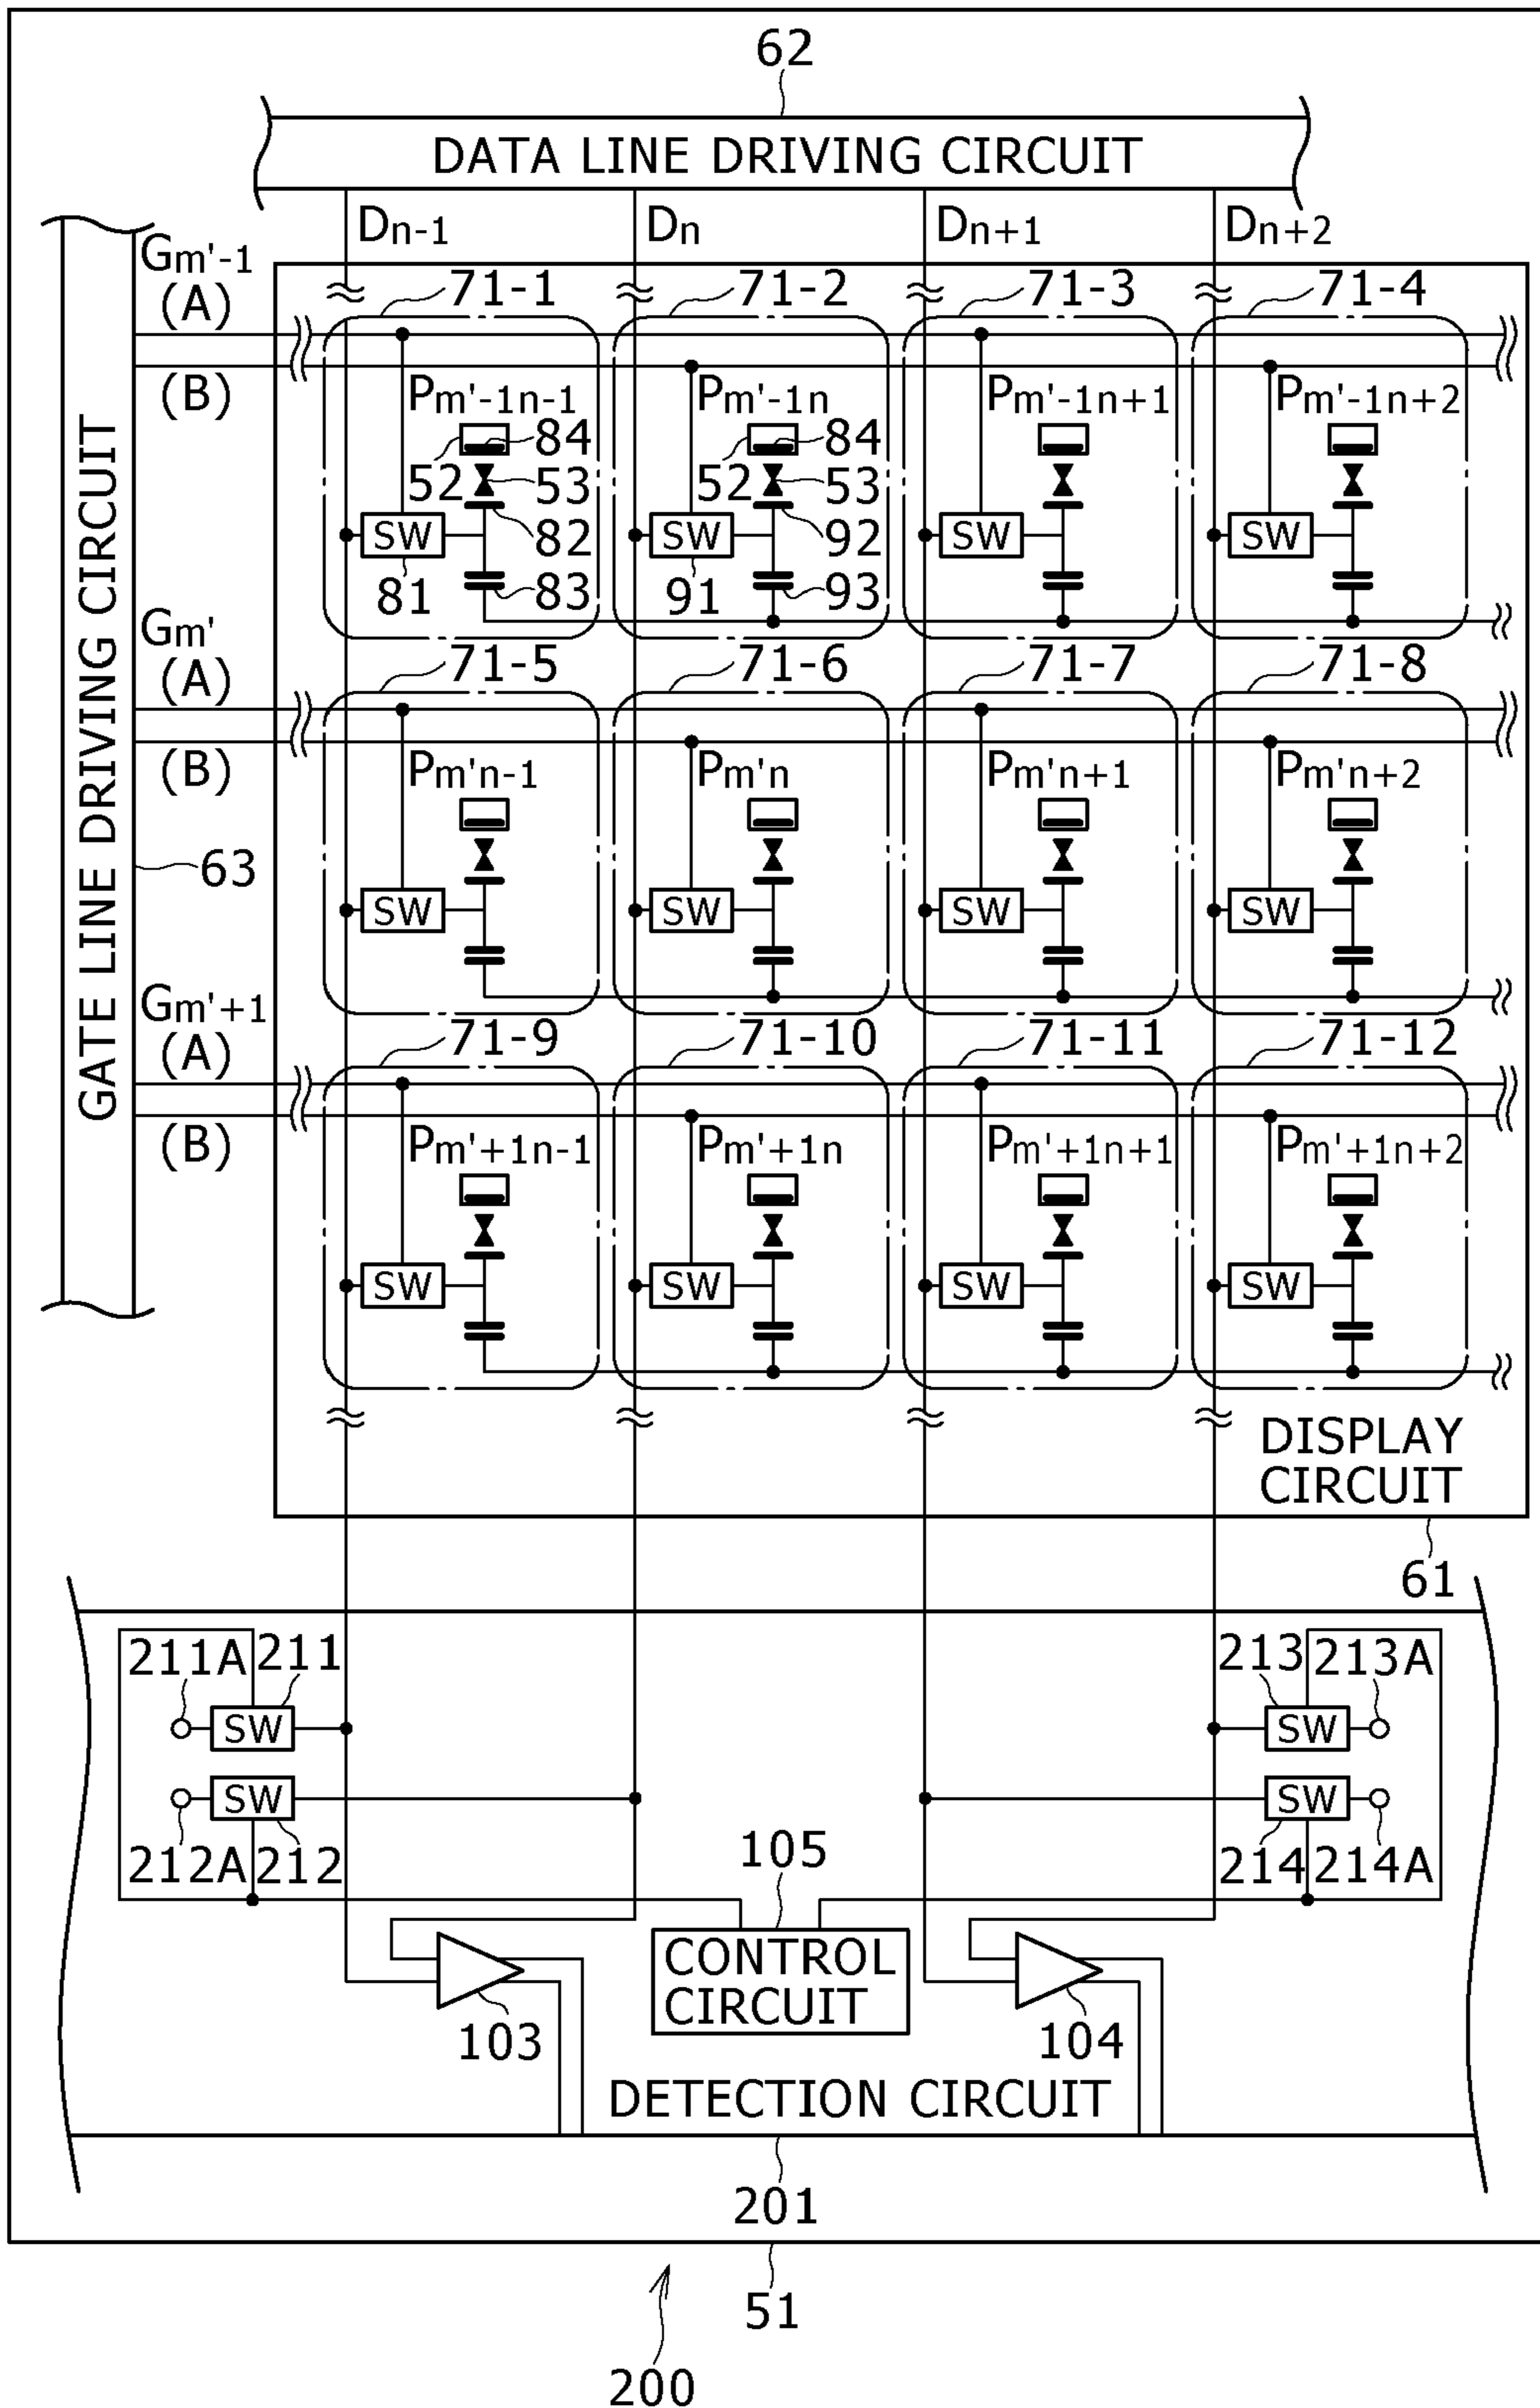 62
DATA LINE DRIVING CIRCUIT
Dn-1 Dn Dn+1 Dn+2
Gm'-1
(A)
(B)
71-1 71-2 71-3 71-4
Pm'-1n-1 Pm'-1n Pm'-1n+1 Pm'-1n+2
84 84
52 53 52 53
SW 82 SW 92 SW SW
81 83 91 93
GATE LINE DRIVING CIRCUIT
63
Gm'
(A)
(B)
71-5 71-6 71-7 71-8
Pm'n-1 Pm'n Pm'n+1 Pm'n+2
SW SW SW SW
Gm'+1
(A)
(B)
71-9 71-10 71-11 71-12
Pm'+1n-1 Pm'+1n Pm'+1n+1 Pm'+1n+2
SW SW SW SW
DISPLAY
CIRCUIT
61
211A 211 213 213A
SW SW
SW SW
212A 212 105 214 214A
CONTROL
CIRCUIT
103 104
DETECTION CIRCUIT
201
51
200